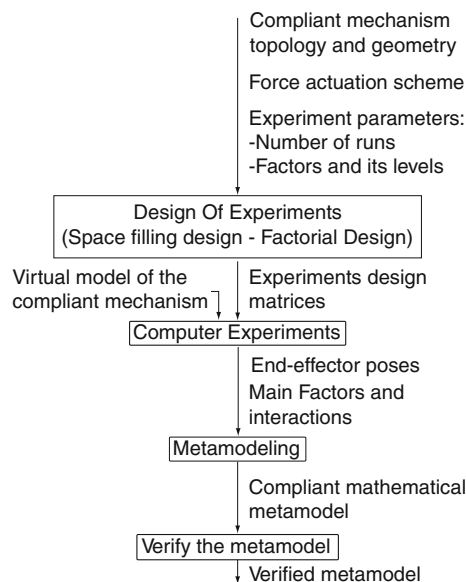 Compliant mechanism
topology and geometry
Force actuation scheme
Experiment parameters:
-Number of runs
-Factors and its levels
Design Of Experiments
(Space filling design - Factorial Design)
Virtual model of the
compliant mechanism
Experiments design
matrices
Computer Experiments
End-effector poses
Main Factors and
interactions
Metamodeling
Compliant mathematical
metamodel
Verify the metamodel
Verified metamodel